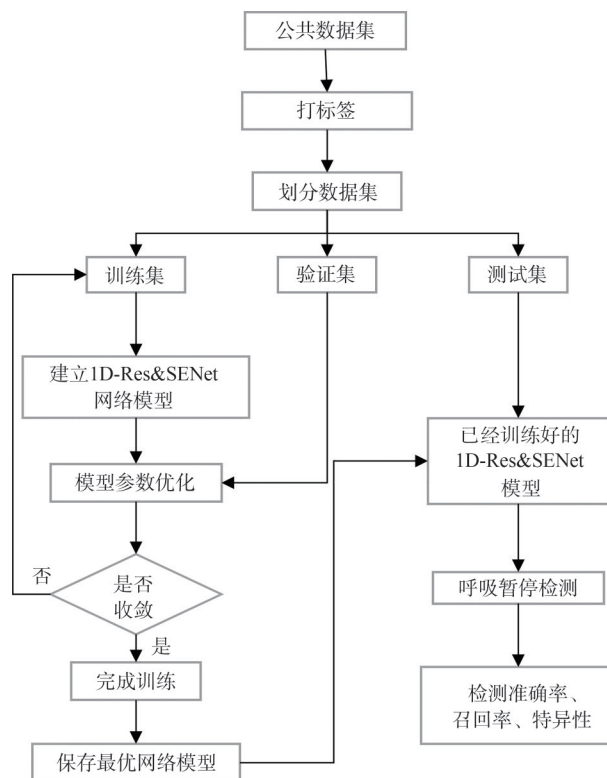 公共数据集
打标签
划分数据集
训练集
验证集
测试集
建立1D-Res&SENet
网络模型
已经训练好的
1D-Res&SENet
模型
模型参数优化
否
是否
收敛
呼吸暂停检测
是
完成训练
检测准确率、
召回率、特异性
保存最优网络模型